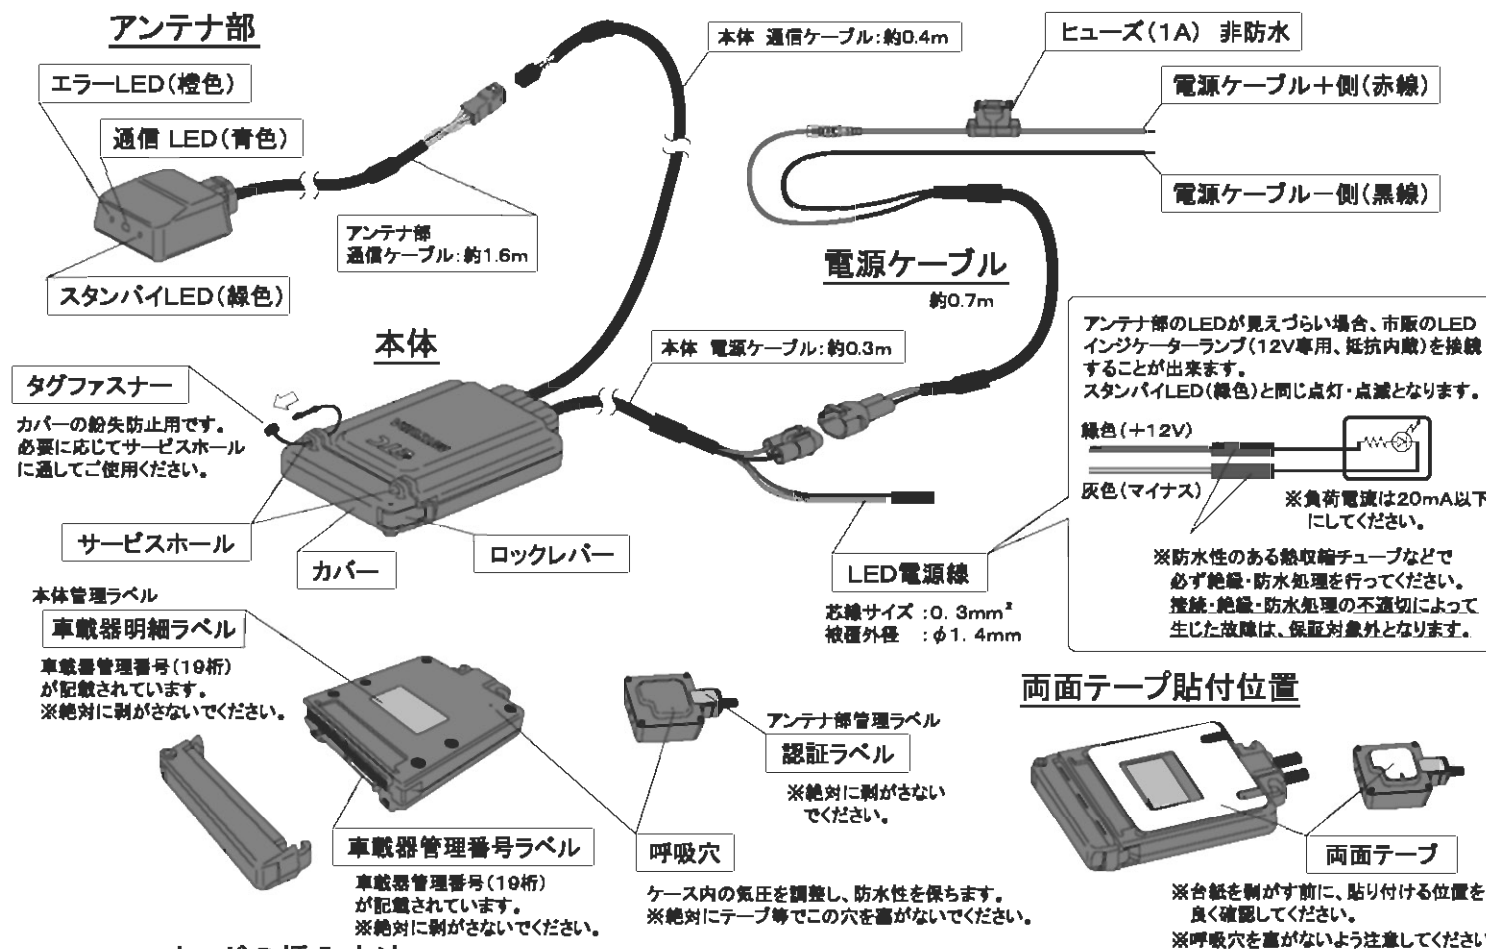 アンテナ部
エラーLED(橙色)
通信 LED(青色)
スタンバイLED(緑色)
アンテナ部
通信ケーブル:約1.6m
本体 通信ケーブル:約0.4m
ヒューズ(1A) 非防水
電源ケーブル+側(赤線)
電源ケーブルー側(黒線)
電源ケーブル
約0.7m
本体
本体 電源ケーブル:約0.3m
タグファスナー
カバーの紛失防止用です。
必要に応じてサービスホール
に通してご使用ください。
サービスホール
カバー
ロックレバー
ETC
LED電源線
芯線サイズ :0.3mm²
被覆外径 :φ1.4mm
アンテナ部のLEDが見えづらい場合、市販のLED
インジケーターランプ(12V専用、抵抗内蔵)を接続
することが出来ます。
スタンバイLED(緑色)と同じ点灯・点滅となります。
緑色(+12V)
灰色(マイナス)
※負荷電流は20mA以下
にしてください。
※防水性のある熱収縮チューブなどで
必ず絶縁・防水処理を行ってください。
接続・絶縁・防水処理の不適切によって
生じた故障は、保証対象外となります。
本体管理ラベル
車載器明細ラベル
車載器管理番号(19桁)
が記載されています。
※絶対に剥がさないでください。
車載器管理番号ラベル
車載器管理番号(19桁)
が記載されています。
※絶対に剥がさないでください。
アンテナ部管理ラベル
認証ラベル
※絶対に剥がさない
でください。
呼吸穴
ケース内の気圧を調整し、防水性を保ちます。
※絶対にテープ等でこの穴を塞がないでください。
両面テープ貼付位置
両面テープ
※台紙を剥がす前に、貼り付ける位置を
良く確認してください。
※呼吸穴を塞がないよう注意してください